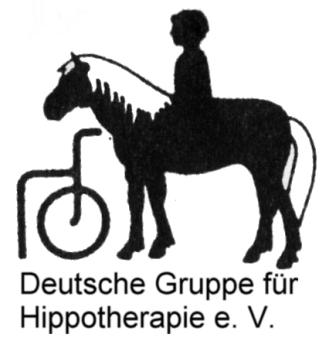 Deutsche Gruppe für
Hippotherapie e. V.